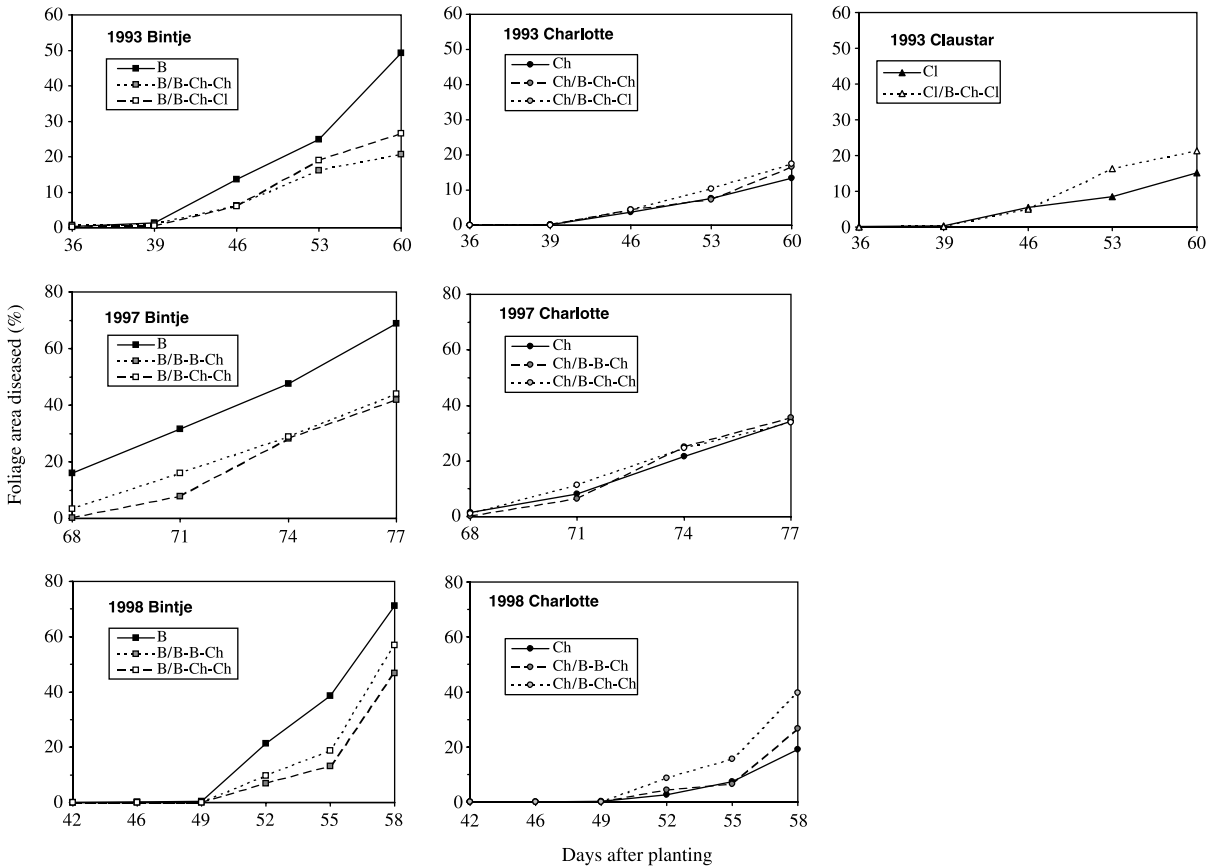 1993 Bintje
B
B/B-Ch-Ch
B/B-Ch-Cl
60
50
40
30
20
10
0
36 39 46 53 60
1993 Charlotte
Ch
Ch/B-Ch-Ch
Ch/B-Ch-Cl
60
50
40
30
20
10
0
36 39 46 53 60
1993 Claustar
Cl
Cl/B-Ch-Cl
60
50
40
30
20
10
0
36 39 46 53 60
Foliage area diseased (%)
1997 Bintje
B
B/B-B-Ch
B/B-Ch-Ch
80
60
40
20
0
68 71 74 77
1997 Charlotte
Ch
Ch/B-B-Ch
Ch/B-Ch-Ch
80
60
40
20
0
68 71 74 77
1998 Bintje
B
B/B-B-Ch
B/B-Ch-Ch
80
60
40
20
0
42 46 49 52 55 58
1998 Charlotte
Ch
Ch/B-B-Ch
Ch/B-Ch-Ch
80
60
40
20
0
42 46 49 52 55 58
Days after planting